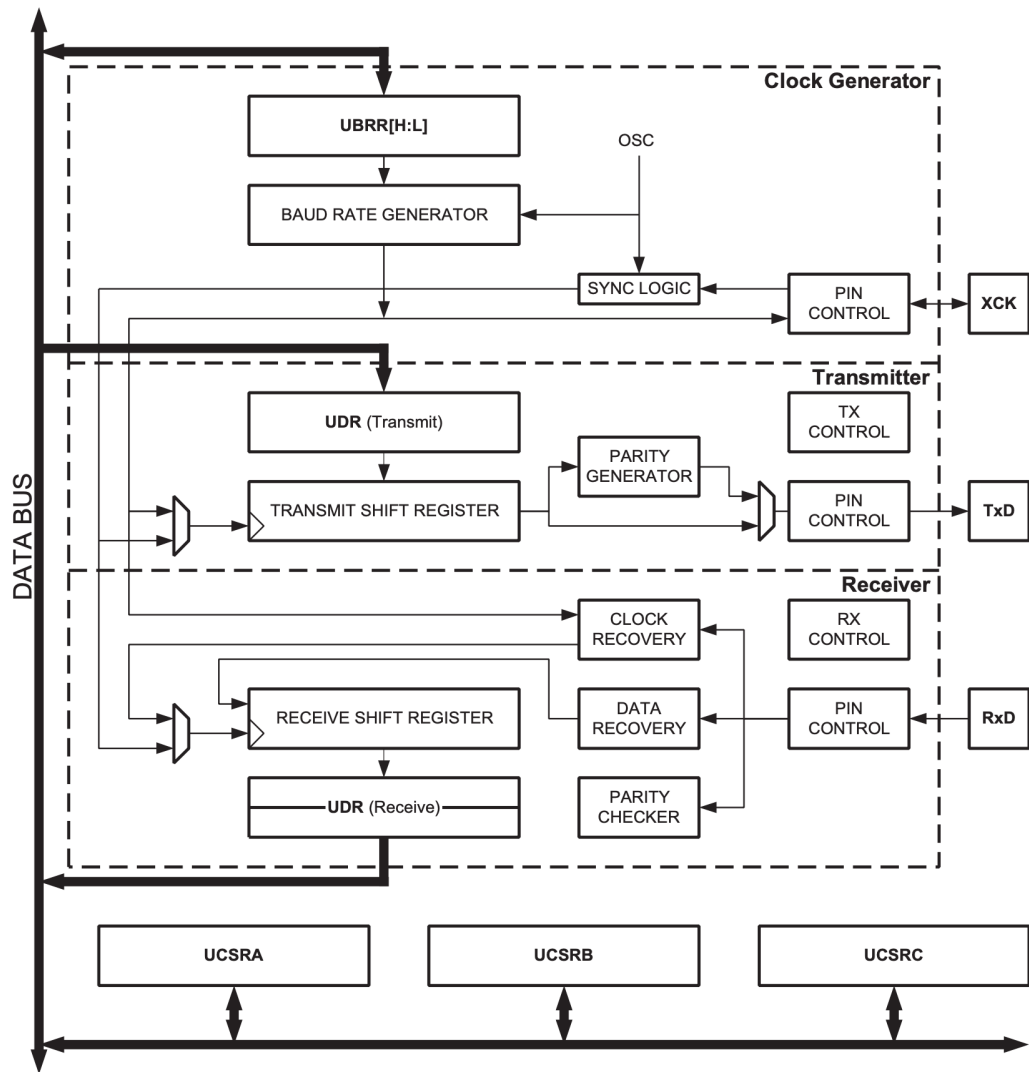 Clock Generator
UBRR[H:L]
OSC
BAUD RATE GENERATOR
SYNC LOGIC
PIN
CONTROL
XCK
Transmitter
UDR (Transmit)
TX
CONTROL
PARITY
GENERATOR
TRANSMIT SHIFT REGISTER
PIN
CONTROL
TxD
DATA BUS
Receiver
CLOCK
RECOVERY
RX
CONTROL
RECEIVE SHIFT REGISTER
DATA
RECOVERY
PIN
CONTROL
RxD
UDR (Receive)
PARITY
CHECKER
UCSRA
UCSRB
UCSRC